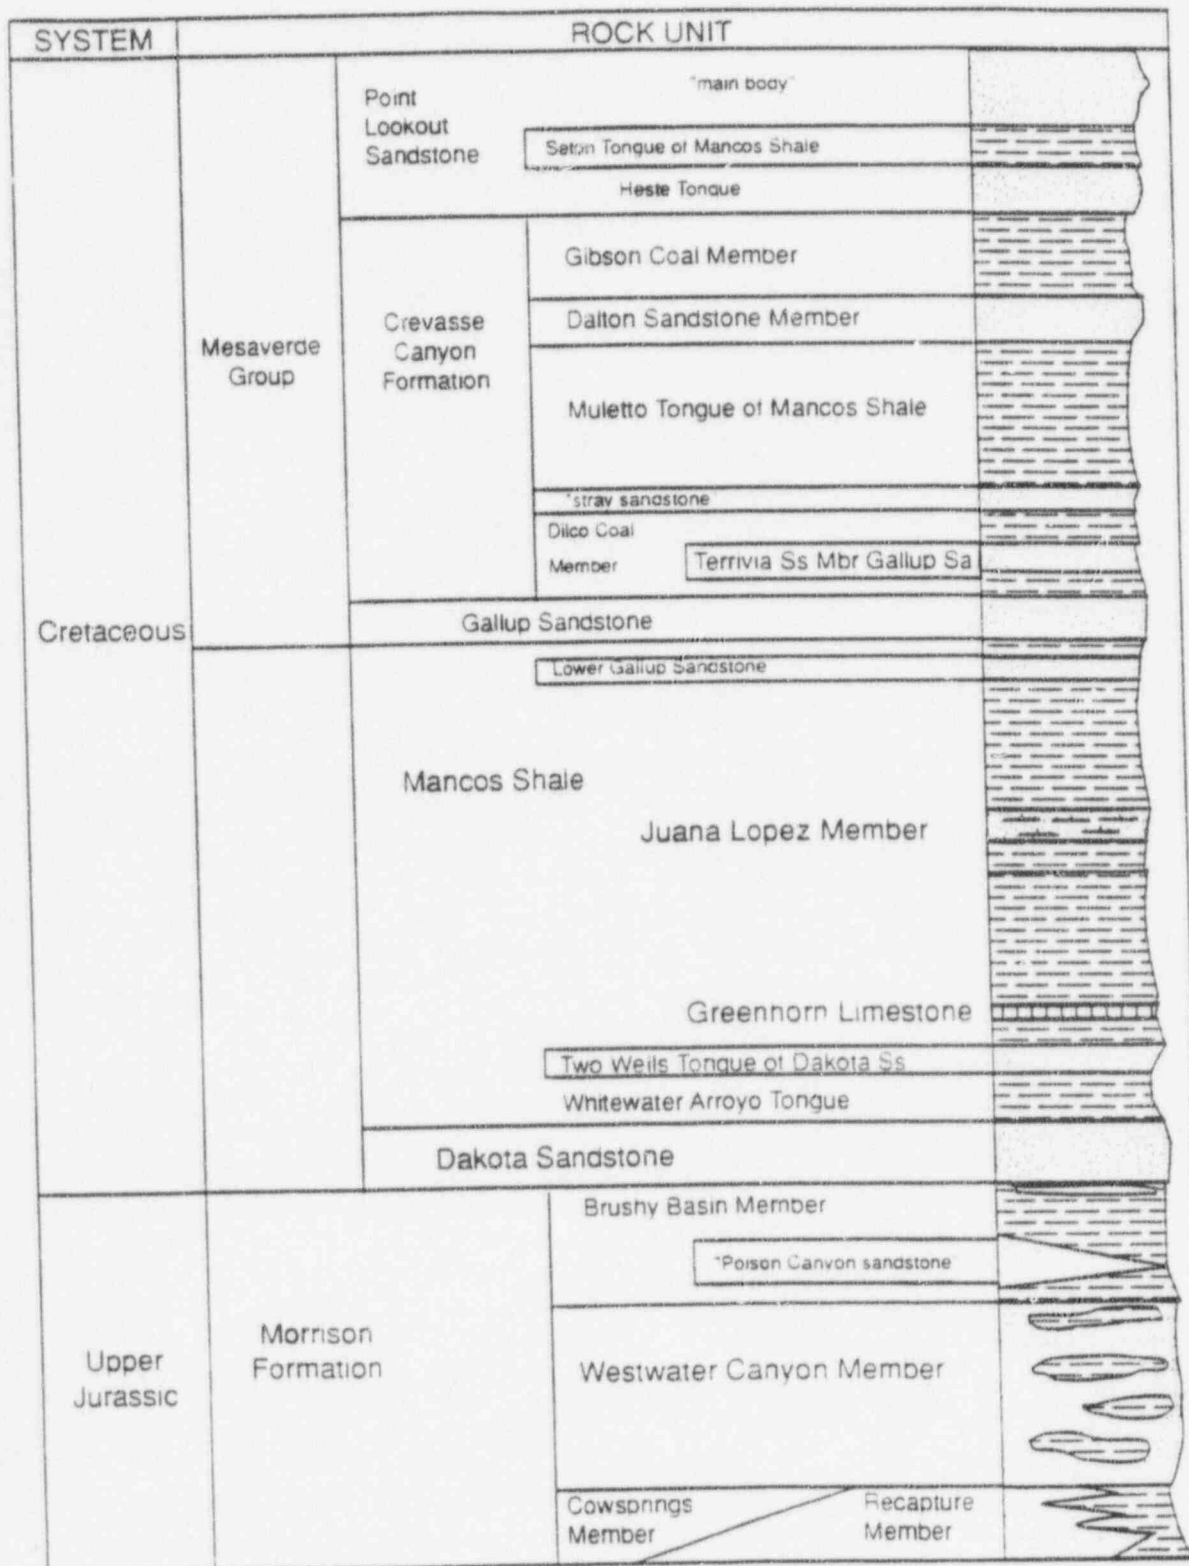 SYSTEM
ROCK UNIT
Point
Lookout
Sandstone
"main body"
Seton Tongue of Mancos Shale
Heste Tongue
Mesaverde
Group
Crevasse
Canyon
Formation
Gibson Coal Member
Dalton Sandstone Member
Muletto Tongue of Mancos Shale
"stray sandstone"
Dilco Coal
Member
Terrivia Ss Mbr Gallup Sa
Cretaceous
Gallup Sandstone
Lower Gallup Sandstone
Mancos Shale
Juana Lopez Member
Greenhorn Limestone
Two Wells Tongue of Dakota Ss
Whitewater Arroyo Tongue
Dakota Sandstone
Upper
Jurassic
Morrison
Formation
Brushy Basin Member
"Poison Canyon sandstone"
Westwater Canyon Member
Cowsprings
Member
Recapture
Member